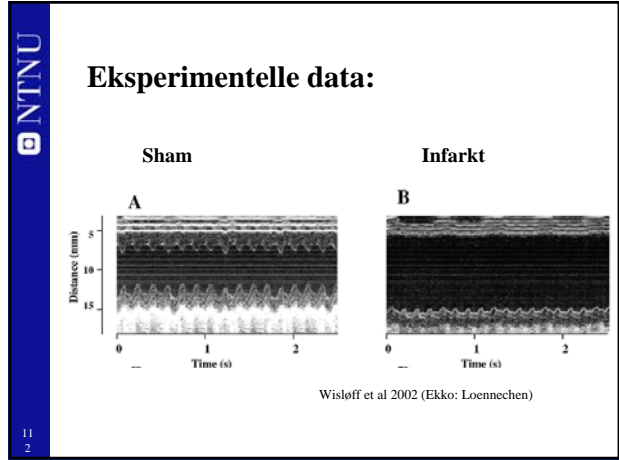 NTNU
Eksperimentelle data:
Sham
Infarkt
A
B
Distance (mm)
5
10
15
0 1 2
Time (s)
0 1 2
Time (s)
Wisløff et al 2002 (Ekko: Loennechen)
11
2